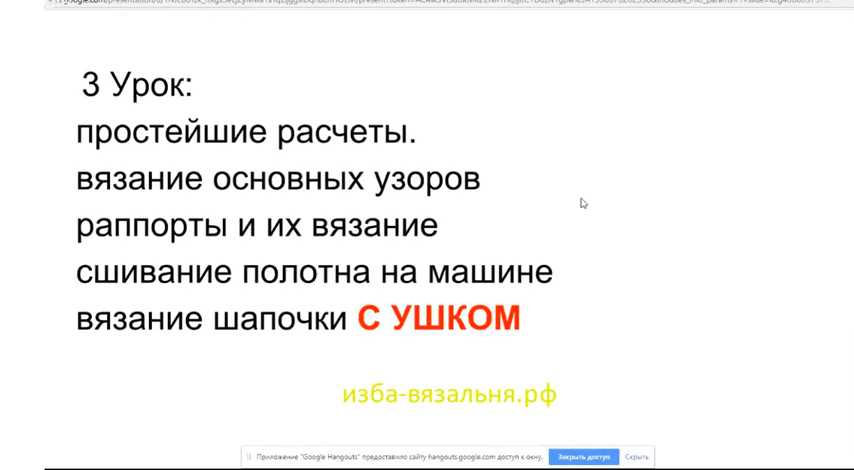 3 Урок:
простейшие расчеты.
вязание основных узоров
раппорты и их вязание
сшивание полотна на машине
вязание шапочки С УШКОМ
изба-вязальня.рф
Приложение "Google Hangouts" предоставило сайту hangouts.google.com доступ к окну. Закрыть доступ Скрыть